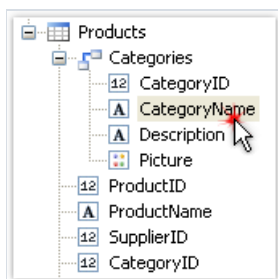 Products
Categories
12 CategoryID
A CategoryName
A Description
Picture
12 ProductID
A ProductName
12 SupplierID
12 CategoryID